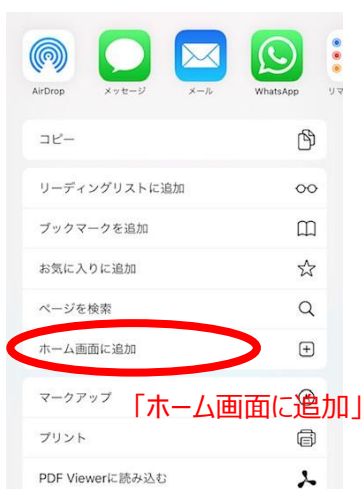 AirDrop
メッセージ
メール
WhatsApp
リマ
コピー
リーディングリストに追加
ブックマークを追加
お気に入りに追加
ページを検索
ホーム画面に追加
マークアップ
「ホーム画面に追加」
プリント
PDF Viewerに読み込む